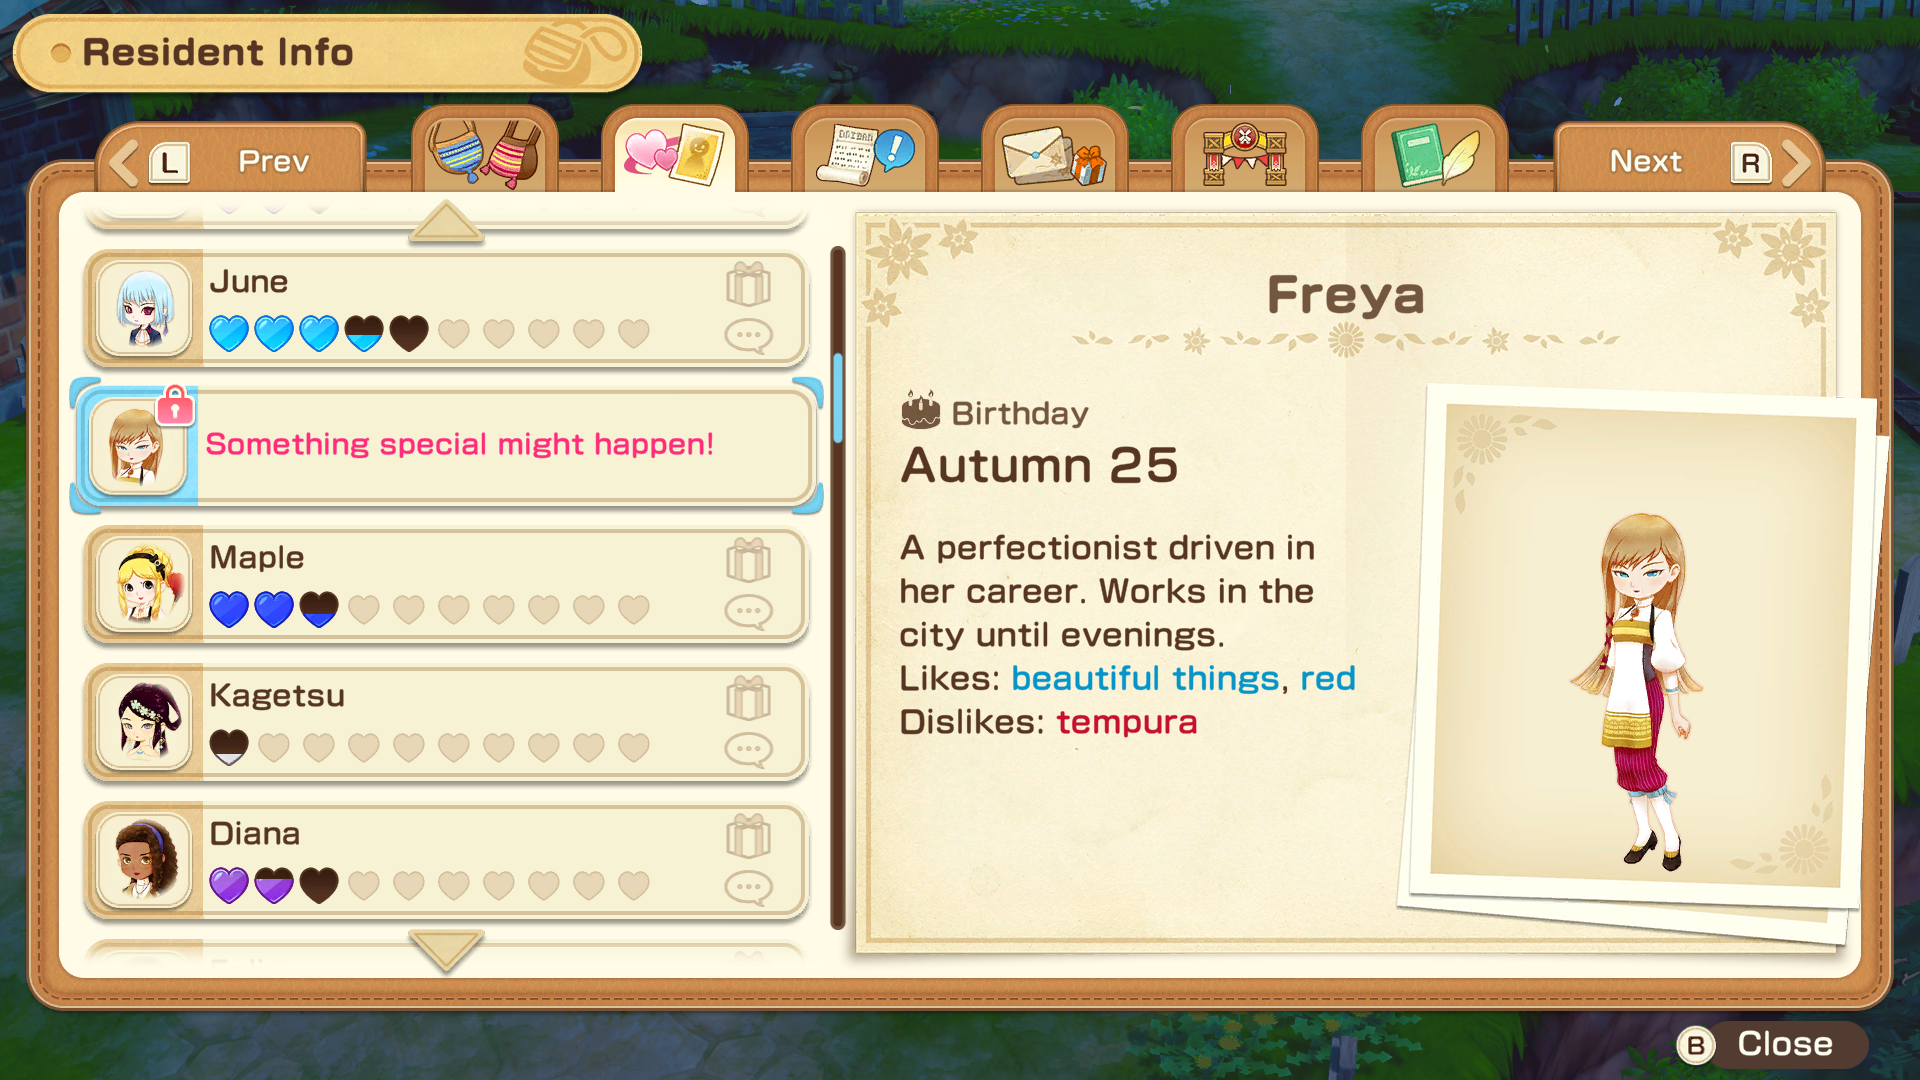 Resident Info
L Prev
Next R
June
Something special might happen!
Maple
Kagetsu
Diana
Freya
Birthday
Autumn 25
A perfectionist driven in
her career. Works in the
city until evenings.
Likes: beautiful things, red
Dislikes: tempura
B Close